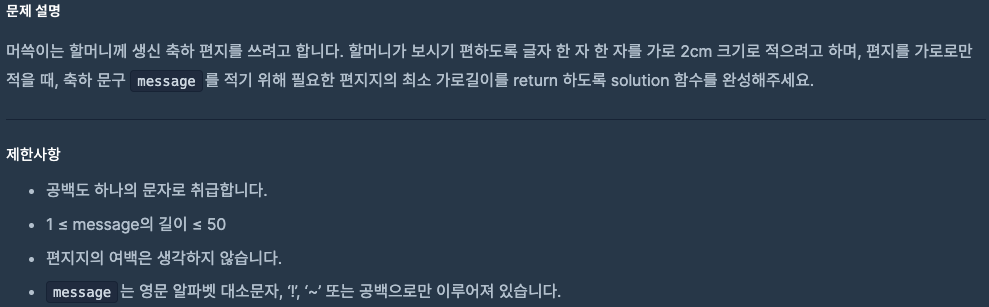 문제 설명
머쓱이는 할머니께 생신 축하 편지를 쓰려고 합니다. 할머니가 보시기 편하도록 글자 한 자 한 자를 가로 2cm 크기로 적으려고 하며, 편지를 가로로만
적을 때, 축하 문구 message 를 적기 위해 필요한 편지지의 최소 가로길이를 return 하도록 solution 함수를 완성해주세요.
제한사항
• 공백도 하나의 문자로 취급합니다.
• 1 ≤ message의 길이 ≤ 50
• 편지지의 여백은 생각하지 않습니다.
• message 는 영문 알파벳 대소문자, ‘!’, ‘~’ 또는 공백으로만 이루어져 있습니다.